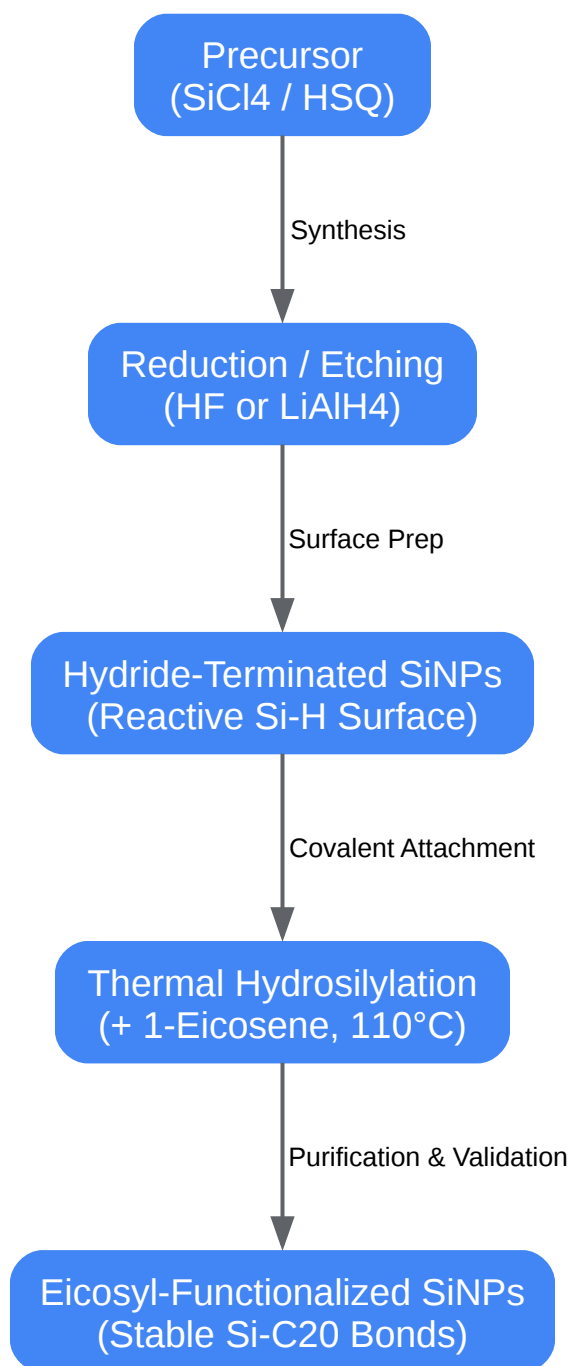 Precursor
(SiCl4 / HSQ)
Synthesis
Reduction / Etching
(HF or LiAlH4)
Surface Prep
Hydride-Terminated SiNPs
(Reactive Si-H Surface)
Covalent Attachment
Thermal Hydrosilylation
(+ 1-Eicosene, 110°C)
Purification & Validation
Eicosyl-Functionalized SiNPs
(Stable Si-C20 Bonds)